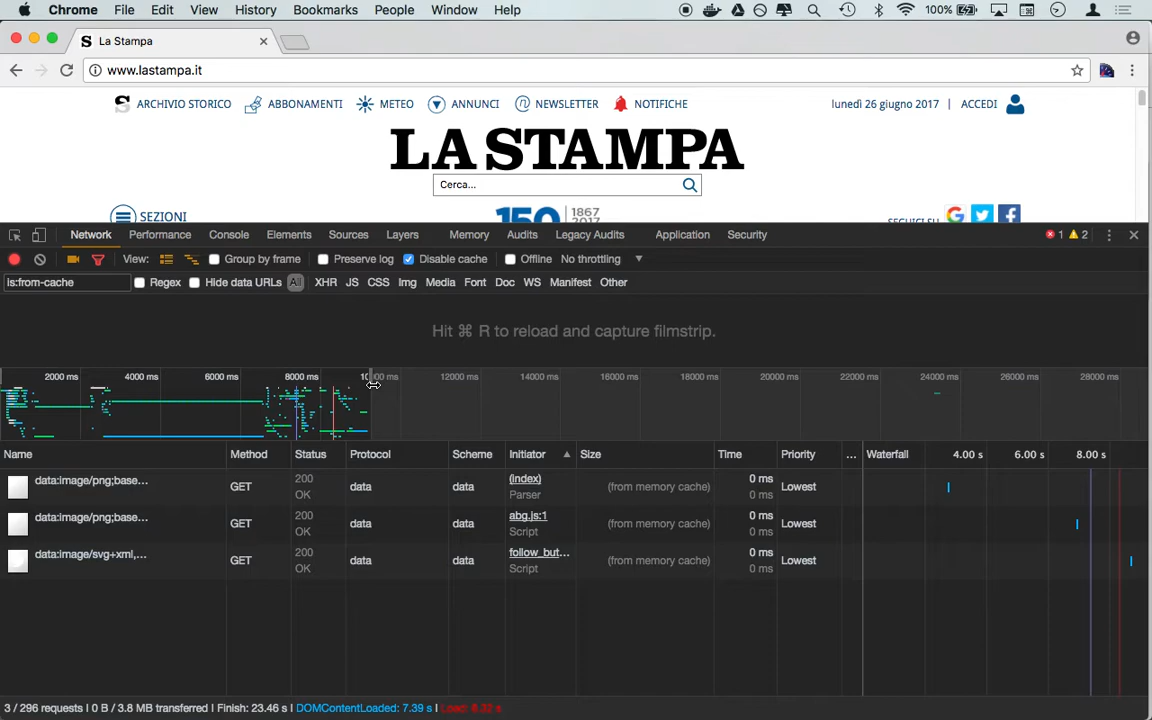 Chrome File Edit View History Bookmarks People Window Help 100%
La Stampa
www.lastampa.it
ARCHIVIO STORICO ABBONAMENTI METEO ANNUNCI NEWSLETTER NOTIFICHE lunedì 26 giugno 2017 | ACCEDI
LA STAMPA
Cerca...
SEZIONI 150 1867 2017 SEGUICI SU
Network Performance Console Elements Sources Layers Memory Audits Legacy Audits Application Security 1 2
View: Group by frame Preserve log Disable cache Offline No throttling
is:from-cache Regex Hide data URLs All XHR JS CSS Img Media Font Doc WS Manifest Other
Hit ⌘ R to reload and capture filmstrip.
2000 ms 4000 ms 6000 ms 8000 ms 12000 ms 14000 ms 16000 ms 18000 ms 20000 ms 22000 ms 24000 ms 26000 ms 28000 ms
Name Method Status Protocol Scheme Initiator Size Time Priority ... Waterfall 4.00 s 6.00 s 8.00 s
data:image/png;base... GET 200 OK data data (index) Parser (from memory cache) 0 ms 0 ms Lowest
data:image/png;base... GET 200 OK data data abg.js:1 Script (from memory cache) 0 ms 0 ms Lowest
data:image/svg+xml,... GET 200 OK data data follow_but... Script (from memory cache) 0 ms 0 ms Lowest
3 / 296 requests | 0 B / 3.8 MB transferred | Finish: 23.46 s | DOMContentLoaded: 7.39 s | Load: